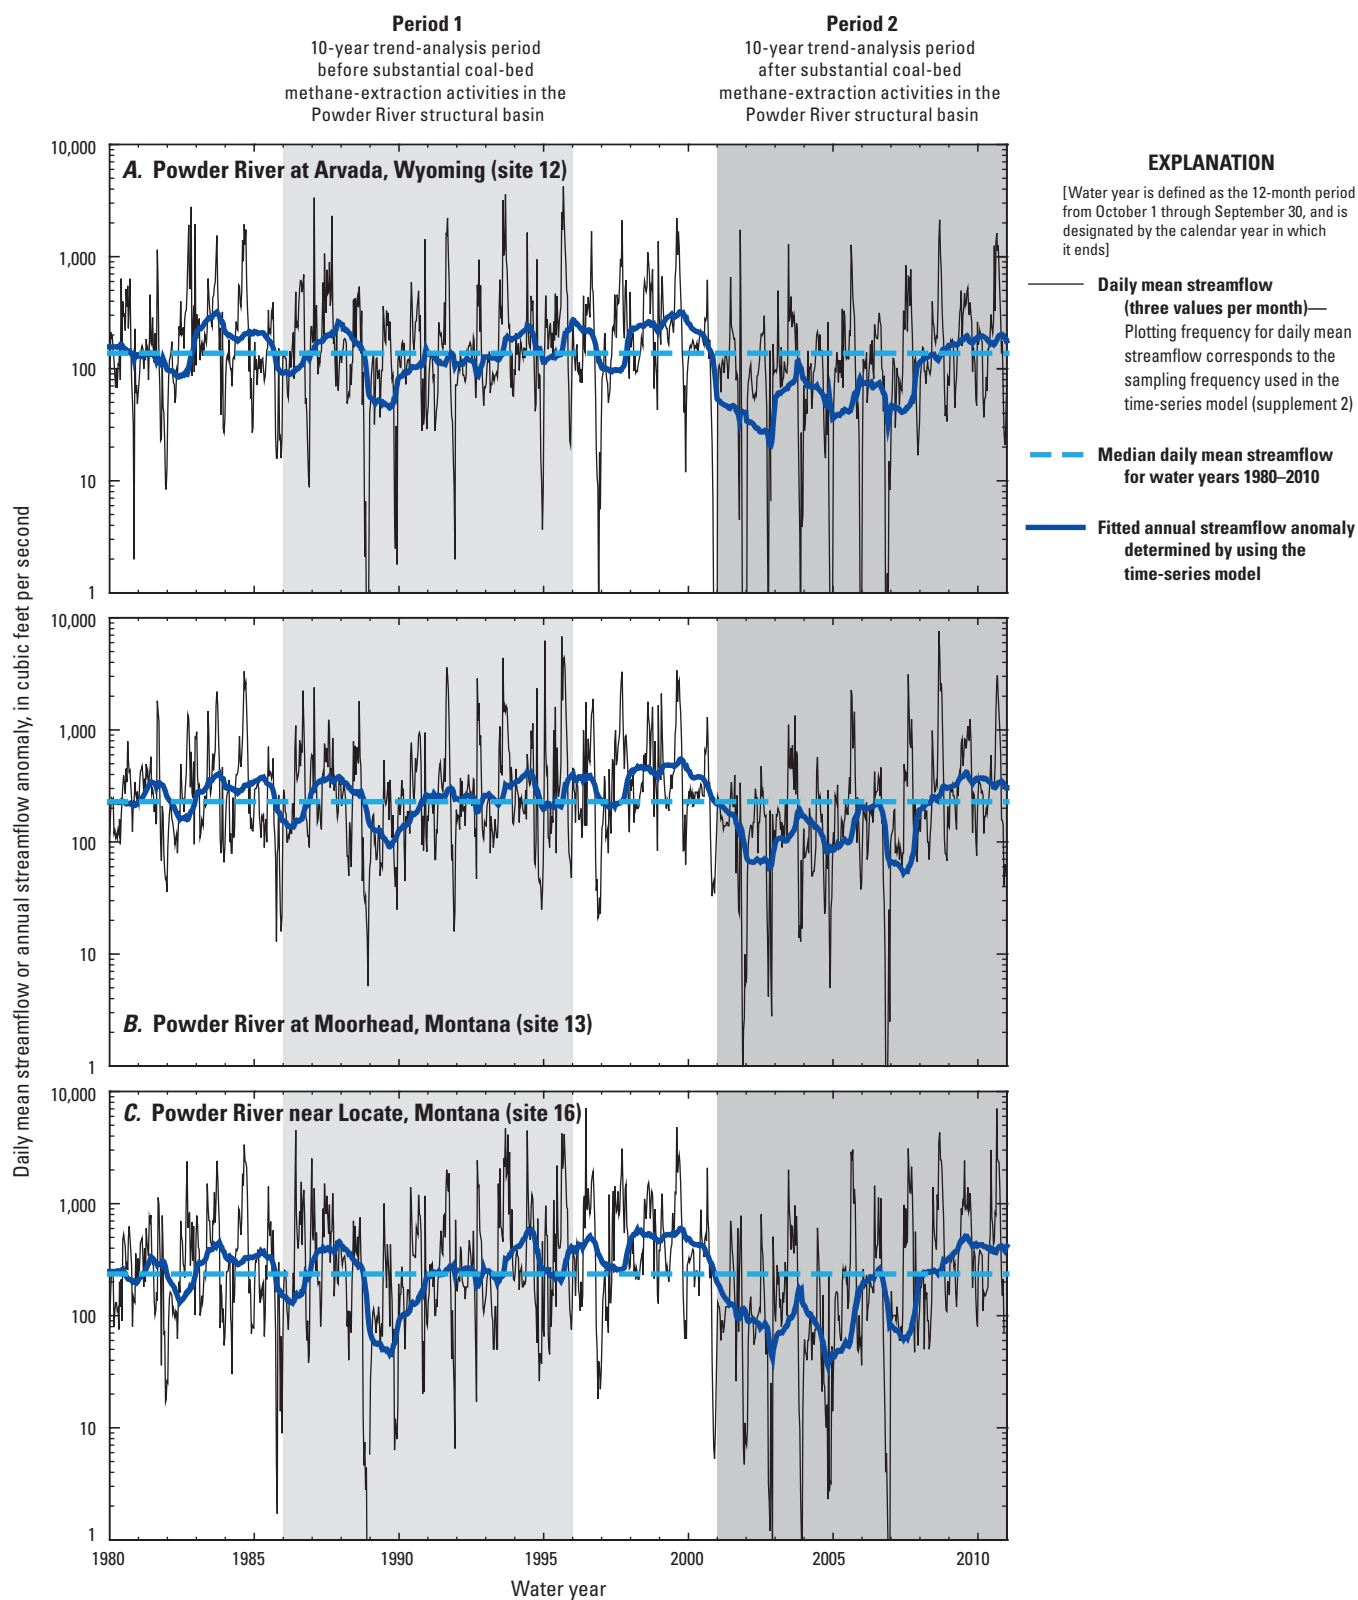 Period 1
10-year trend-analysis period
before substantial coal-bed
methane-extraction activities in the
Powder River structural basin
Period 2
10-year trend-analysis period
after substantial coal-bed
methane-extraction activities in the
Powder River structural basin
Daily mean streamflow or annual streamflow anomaly, in cubic feet per second
A. Powder River at Arvada, Wyoming (site 12)
10,000
1,000
100
10
1
B. Powder River at Moorhead, Montana (site 13)
10,000
1,000
100
10
1
C. Powder River near Locate, Montana (site 16)
10,000
1,000
100
10
1
1980
1985
1990
1995
2000
2005
2010
Water year
EXPLANATION
[Water year is defined as the 12-month period
from October 1 through September 30, and is
designated by the calendar year in which
it ends]
Daily mean streamflow
(three values per month)—
Plotting frequency for daily mean
streamflow corresponds to the
sampling frequency used in the
time-series model (supplement 2)
Median daily mean streamflow
for water years 1980–2010
Fitted annual streamflow anomaly
determined by using the
time-series model